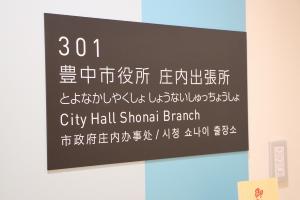 301
豊中市役所 庄内出張所
とよなかしやくしょ しょうないしゅっちょうしょ
City Hall Shonai Branch
市政府庄内办事处 / 시청 쇼나이 출장소